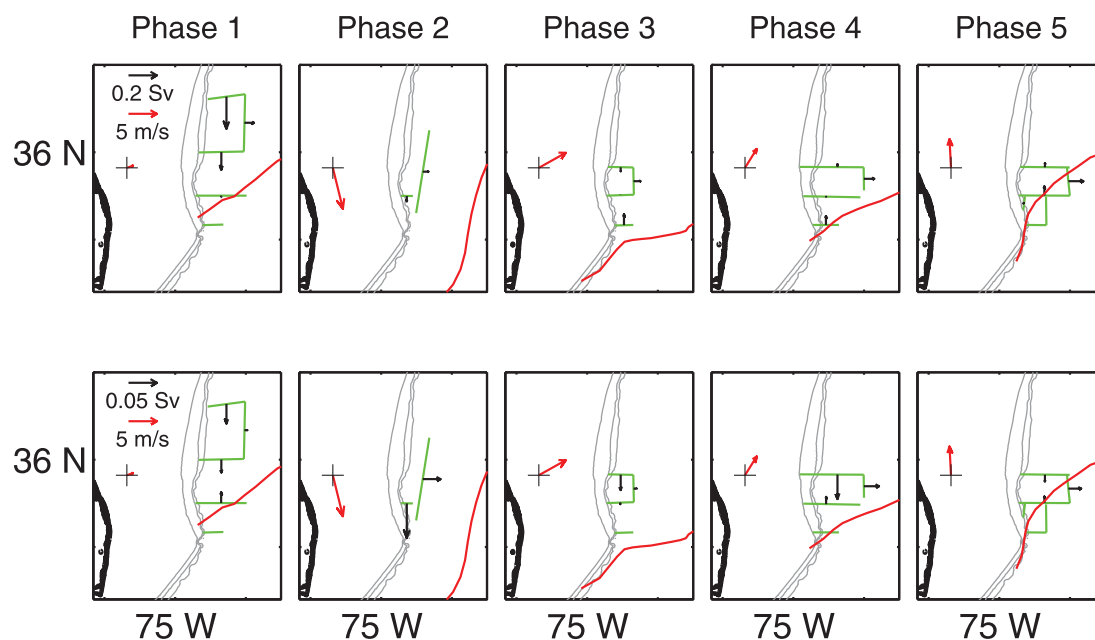 Phase 1 Phase 2 Phase 3 Phase 4 Phase 5
0.2 Sv
5 m/s
36 N
0.05 Sv
5 m/s
36 N
75 W 75 W 75 W 75 W 75 W